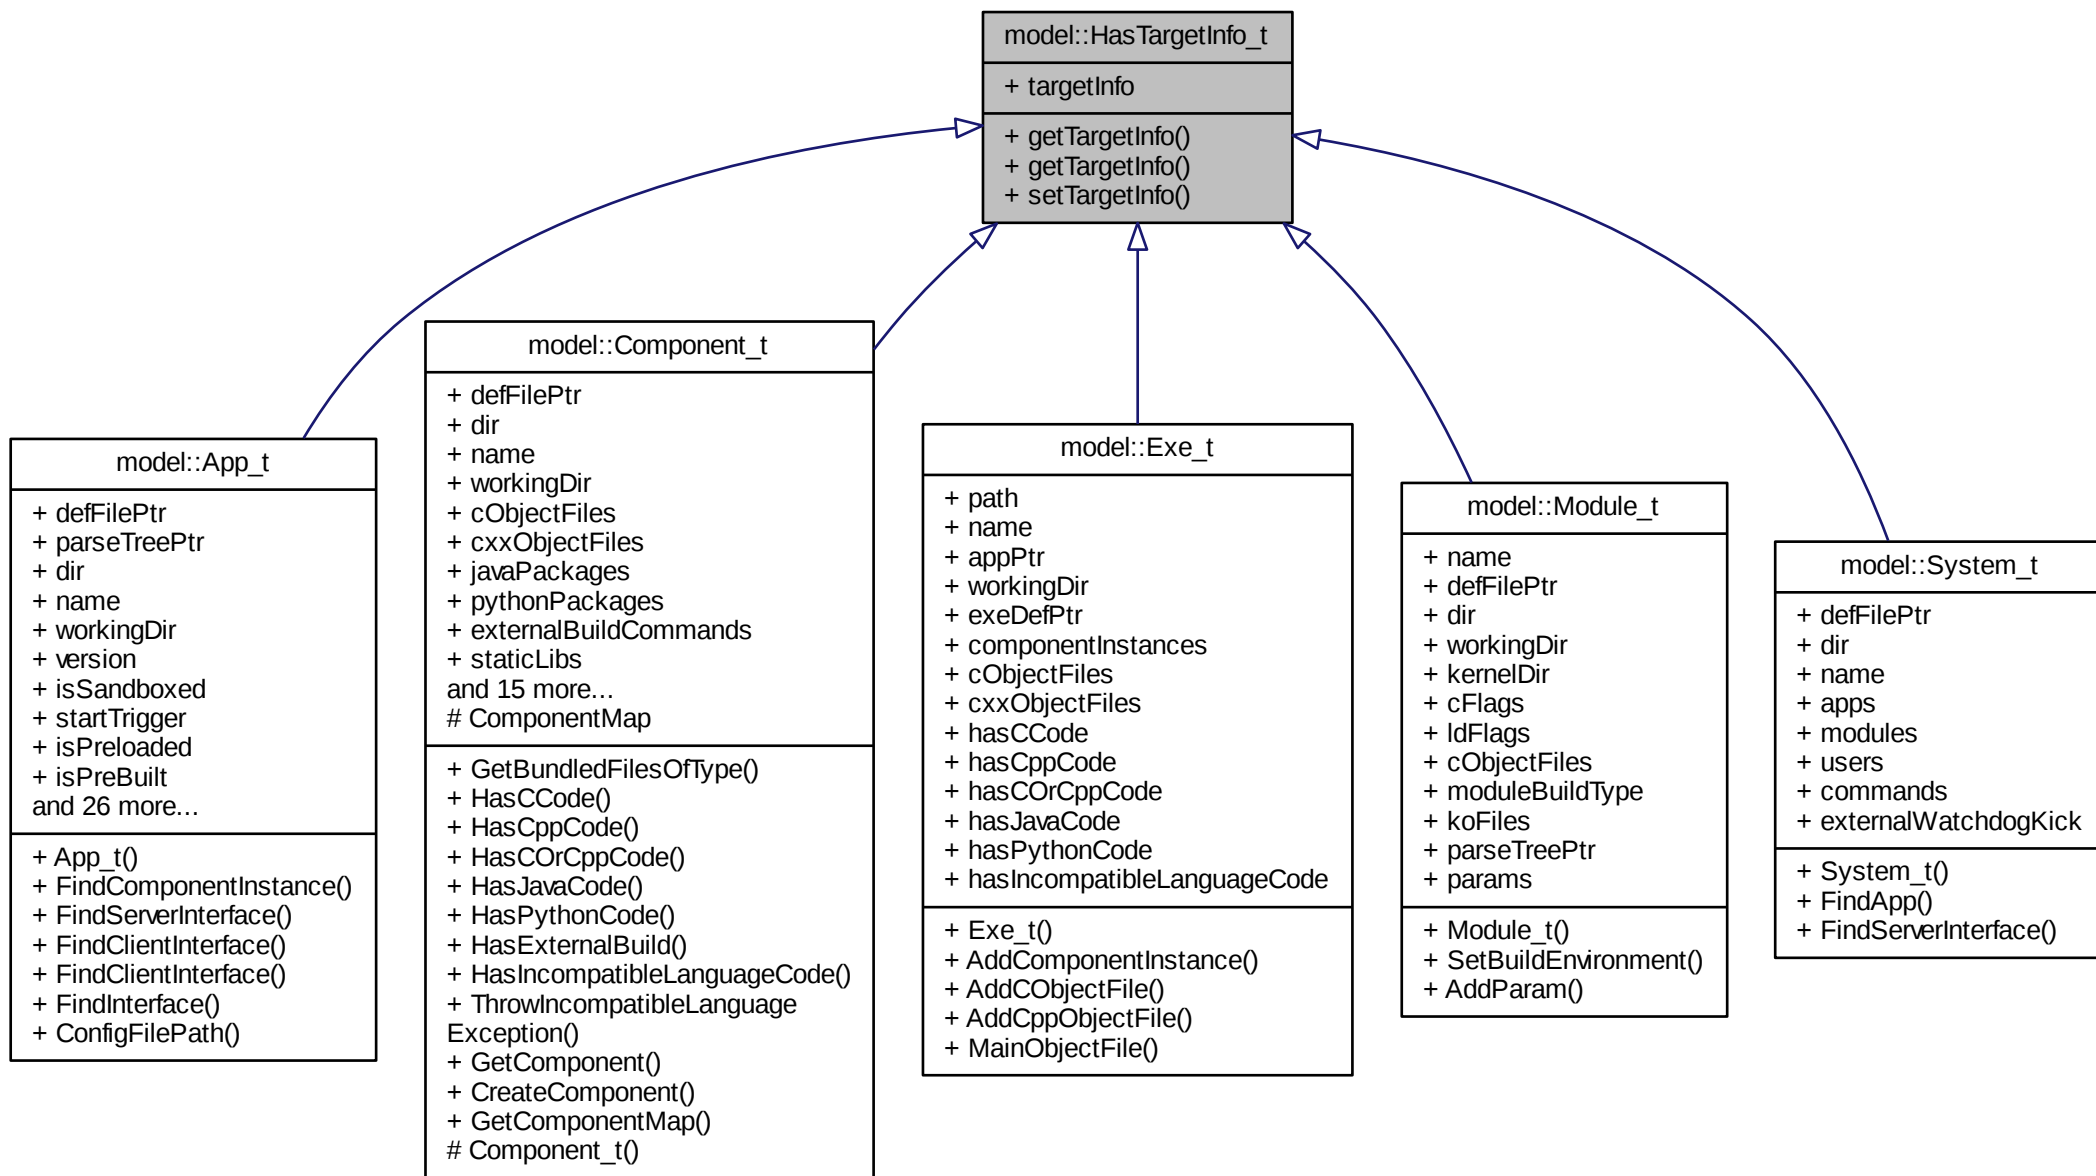 model::HasTargetInfo_t
+ targetInfo
+ getTargetInfo()
+ getTargetInfo()
+ setTargetInfo()
model::App_t
+ defFilePtr
+ parseTreePtr
+ dir
+ name
+ workingDir
+ version
+ isSandboxed
+ startTrigger
+ isPreloaded
+ isPreBuilt
and 26 more...
+ App_t()
+ FindComponentInstance()
+ FindServerInterface()
+ FindClientInterface()
+ FindClientInterface()
+ FindInterface()
+ ConfigFilePath()
model::Component_t
+ defFilePtr
+ dir
+ name
+ workingDir
+ cObjectFiles
+ cxxObjectFiles
+ javaPackages
+ pythonPackages
+ externalBuildCommands
+ staticLibs
and 15 more...
# ComponentMap
+ GetBundledFilesOfType()
+ HasCCode()
+ HasCppCode()
+ HasCOrCppCode()
+ HasJavaCode()
+ HasPythonCode()
+ HasExternalBuild()
+ HasIncompatibleLanguageCode()
+ ThrowIncompatibleLanguage
Exception()
+ GetComponent()
+ CreateComponent()
+ GetComponentMap()
# Component_t()
model::Exe_t
+ path
+ name
+ appPtr
+ workingDir
+ exeDefPtr
+ componentInstances
+ cObjectFiles
+ cxxObjectFiles
+ hasCCode
+ hasCppCode
+ hasCOrCppCode
+ hasJavaCode
+ hasPythonCode
+ hasIncompatibleLanguageCode
+ Exe_t()
+ AddComponentInstance()
+ AddCObjectFile()
+ AddCppObjectFile()
+ MainObjectFile()
model::Module_t
+ name
+ defFilePtr
+ dir
+ workingDir
+ kernelDir
+ cFlags
+ ldFlags
+ cObjectFiles
+ moduleBuildType
+ koFiles
+ parseTreePtr
+ params
+ Module_t()
+ SetBuildEnvironment()
+ AddParam()
model::System_t
+ defFilePtr
+ dir
+ name
+ apps
+ modules
+ users
+ commands
+ externalWatchdogKick
+ System_t()
+ FindApp()
+ FindServerInterface()